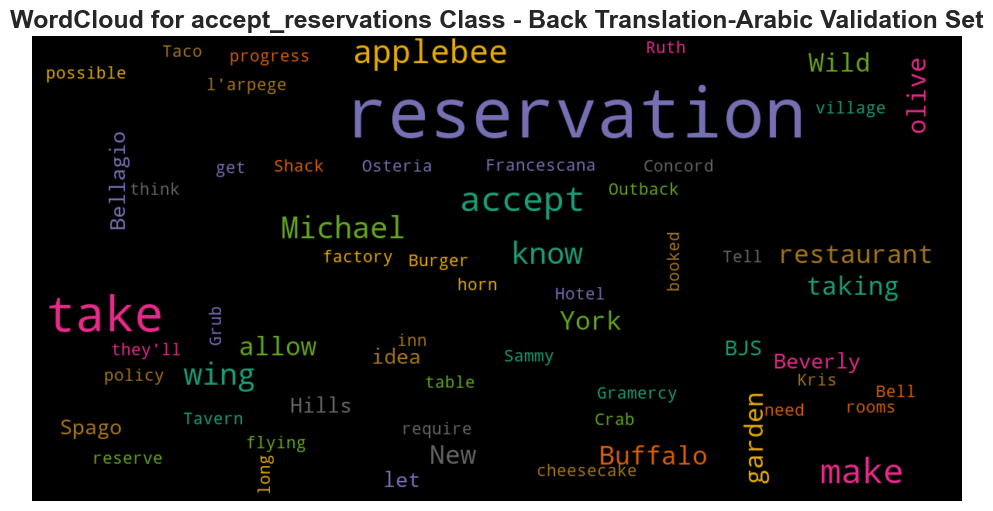 WordCloud for accept_reservations Class - Back Translation-Arabic Validation Set
Taco
progress
applebee
Ruth
Wild
olive
possible
l'arpege
reservation
village
Bellagio
get
Shack
Osteria
Francescana
Concord
think
accept
Outback
Michael
know
booked
Tell
restaurant
factory
Burger
horn
Hotel
taking
take
Grub
York
they'll
allow
inn
idea
Sammy
BJS
Beverly
policy
wing
table
Gramercy
Kris
Bell
Hills
garden
need
rooms
Spago
Tavern
require
Crab
flying
reserve
long
New
Buffalo
cheesecake
let
make